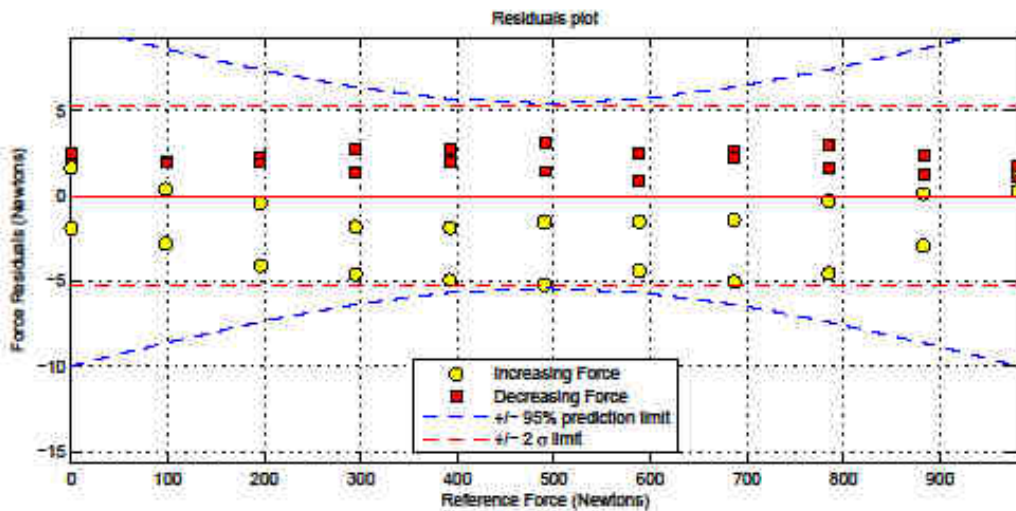 Residuals plot
Force Residuals (Newtons)
5
0
−5
−10
−15
Increasing Force
Decreasing Force
+/− 95% prediction limit
+/− 2 σ limit
0 100 200 300 400 500 600 700 800 900
Reference Force (Newtons)